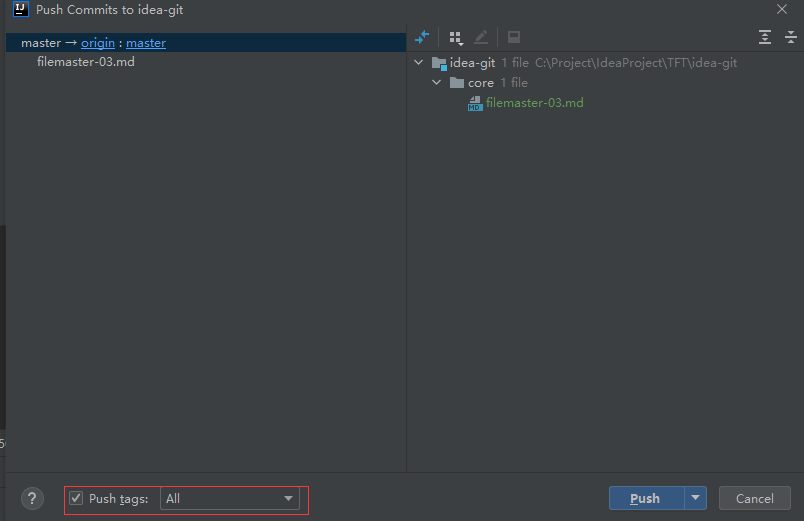 Push Commits to idea-git
master → origin : master
filemaster-03.md
idea-git 1 file C:\Project\IdeaProject\TFT\idea-git
core 1 file
MD filemaster-03.md
? Push tags: All Push Cancel